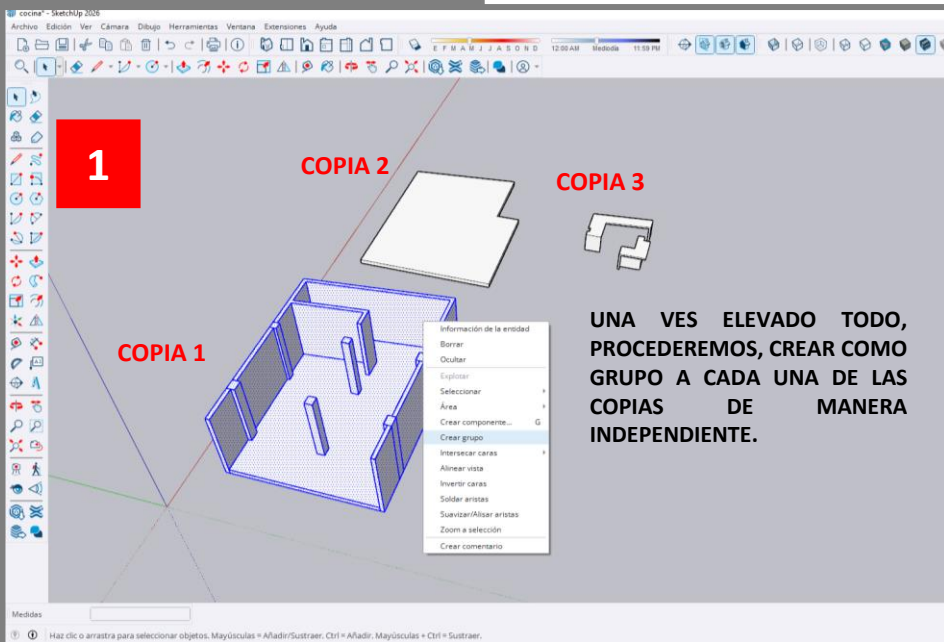 cocina* - SketchUp 2026
Archivo Edición Ver Cámara Dibujo Herramientas Ventana Extensiones Ayuda
E F M A M J J A S O N D 12:00 AM Mediodía 11:59 PM
1
COPIA 2
COPIA 3
COPIA 1
UNA VES ELEVADO TODO,
PROCEDEREMOS, CREAR COMO
GRUPO A CADA UNA DE LAS
COPIAS DE MANERA
INDEPENDIENTE.
Información de la entidad
Borrar
Ocultar
Explotar
Seleccionar
Área
Crear componente... G
Crear grupo
Intersecar caras
Alinear vista
Invertir caras
Soldar aristas
Suavizar/Alisar aristas
Zoom a selección
Crear comentario
Medidas
Haz clic o arrastra para seleccionar objetos. Mayúsculas = Añadir/Sustraer. Ctrl = Añadir. Mayúsculas + Ctrl = Sustraer.